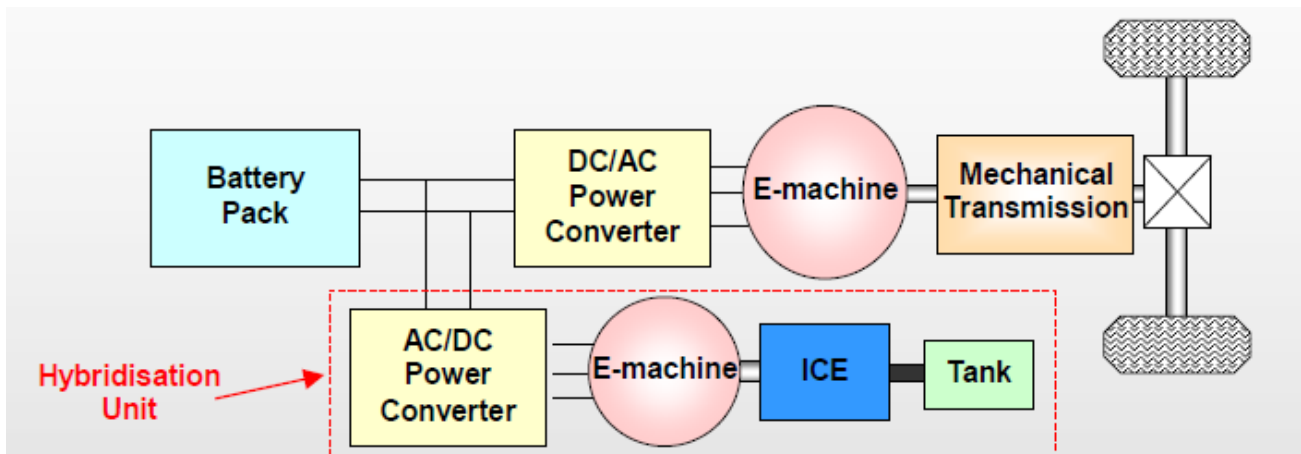 Battery
Pack
DC/AC
Power
Converter
E-machine
Mechanical
Transmission
Hybridisation
Unit
AC/DC
Power
Converter
E-machine
ICE
Tank